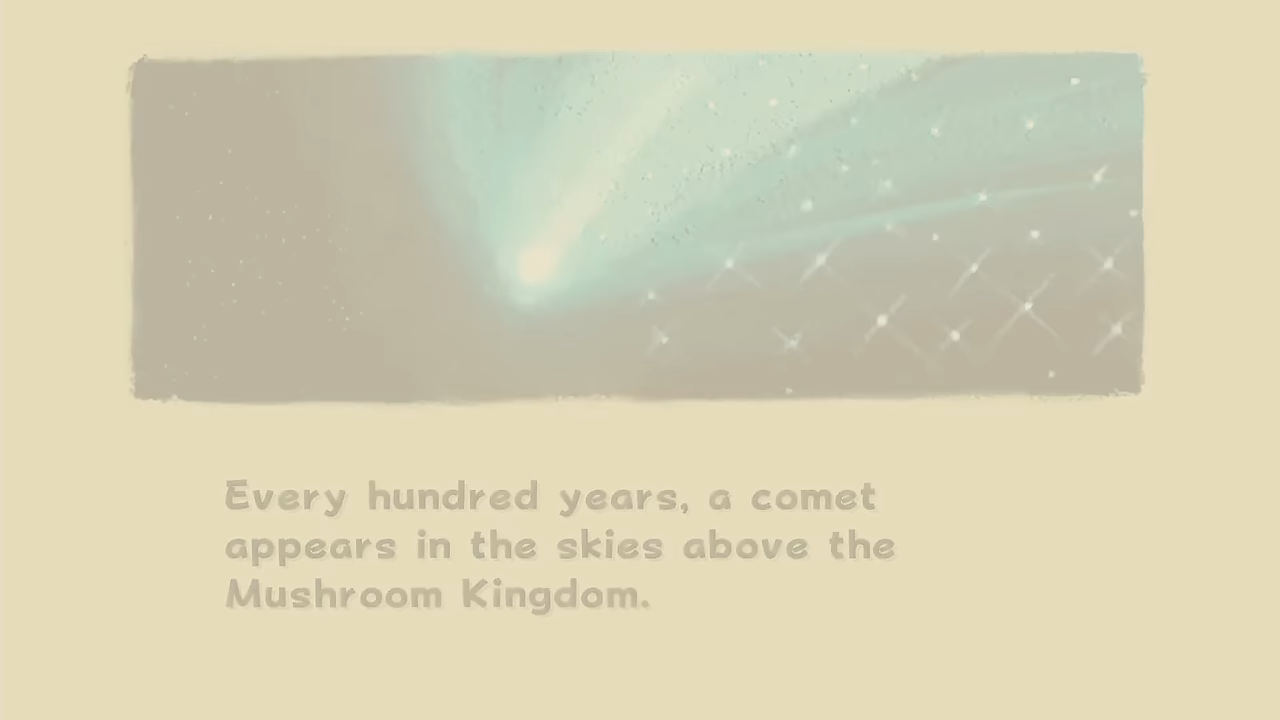 Every hundred years, a comet
appears in the skies above the
Mushroom Kingdom.